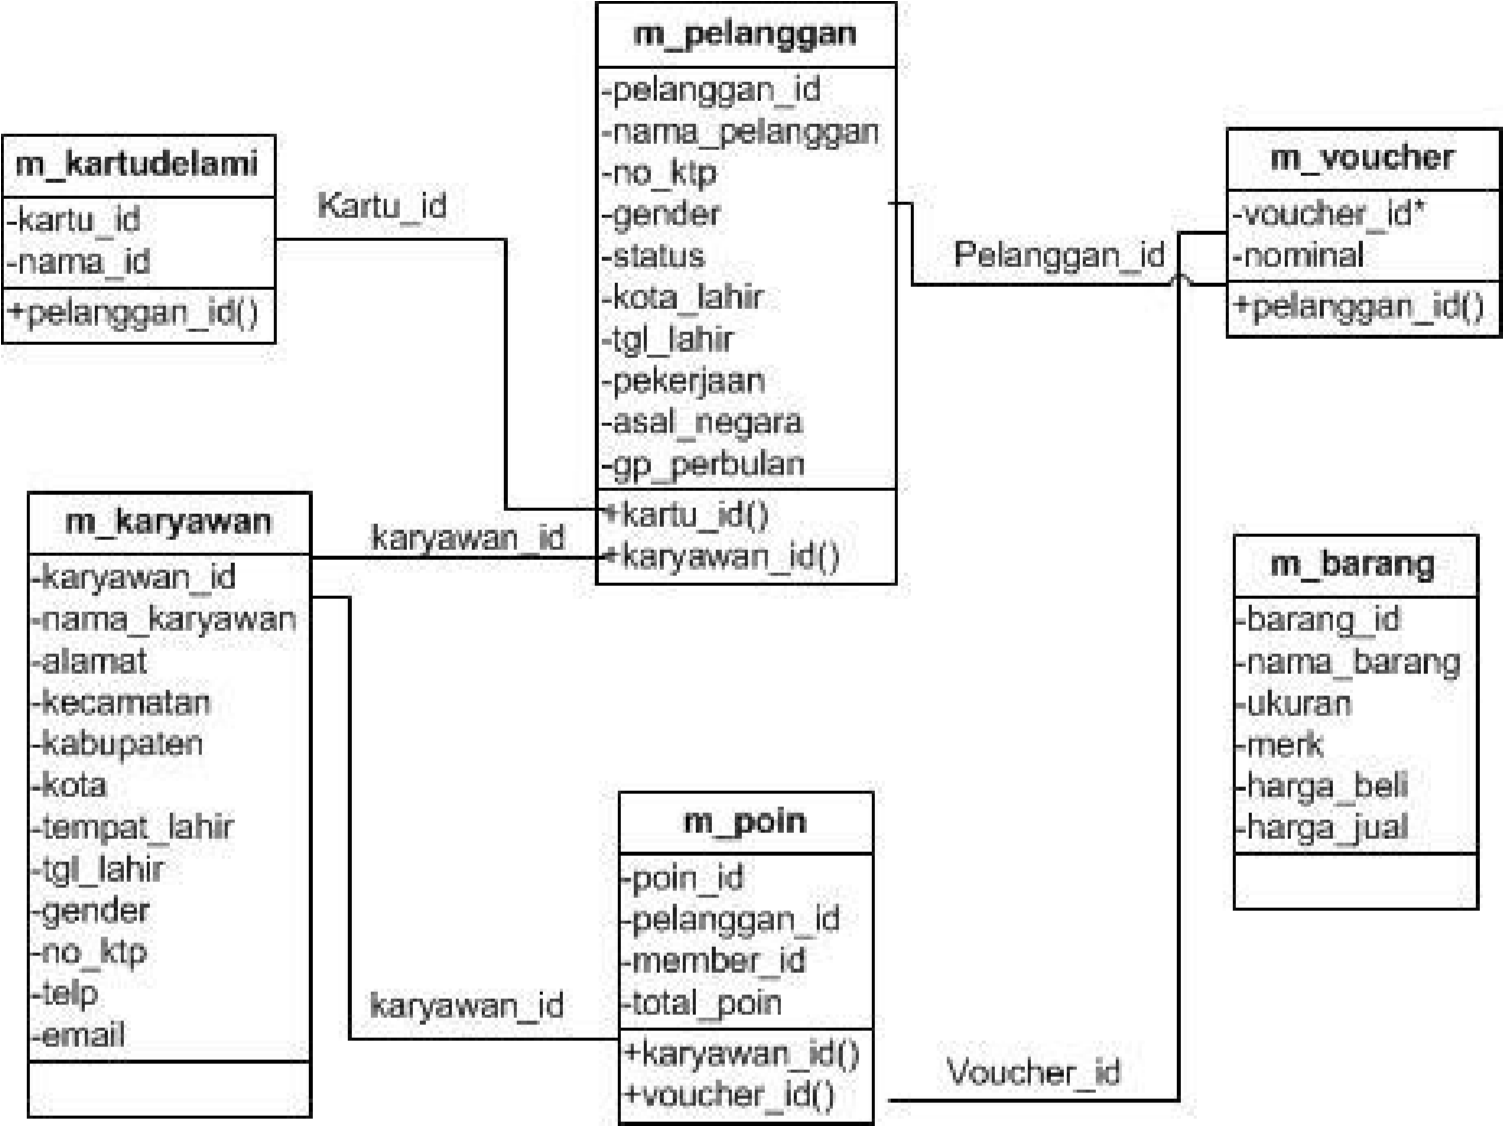 m_pelanggan
-pelanggan_id
-nama_pelanggan
-no_ktp
-gender
-status
-kota_lahir
-tgl_lahir
-pekerjaan
-asal_negara
-gp_perbulan
+kartu_id()
+karyawan_id()
m_kartudelami
-kartu_id
-nama_id
+pelanggan_id()
Kartu_id
m_voucher
-voucher_id*
-nominal
+pelanggan_id()
Pelanggan_id
m_karyawan
-karyawan_id
-nama_karyawan
-alamat
-kecamatan
-kabupaten
-kota
-tempat_lahir
-tgl_lahir
-gender
-no_ktp
-telp
-email
karyawan_id
m_barang
-barang_id
-nama_barang
-ukuran
-merk
-harga_beli
-harga_jual
m_poin
-poin_id
-pelanggan_id
-member_id
-total_poin
+karyawan_id()
+voucher_id()
karyawan_id
Voucher_id